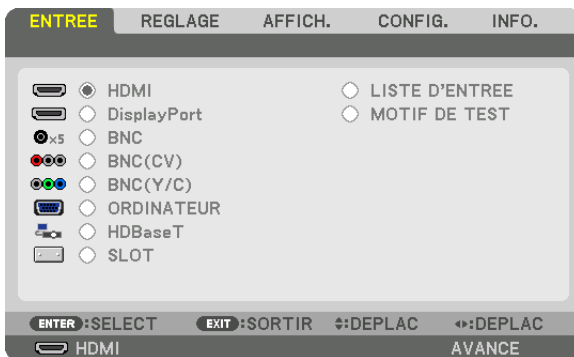 ENTREE REGLAGE AFFICH. CONFIG. INFO.
HDMI
DisplayPort
×5 BNC
BNC(CV)
BNC(Y/C)
ORDINATEUR
HDBaseT
SLOT
LISTE D'ENTREE
MOTIF DE TEST
ENTER :SELECT EXIT :SORTIR :DEPLAC :DEPLAC
HDMI AVANCE